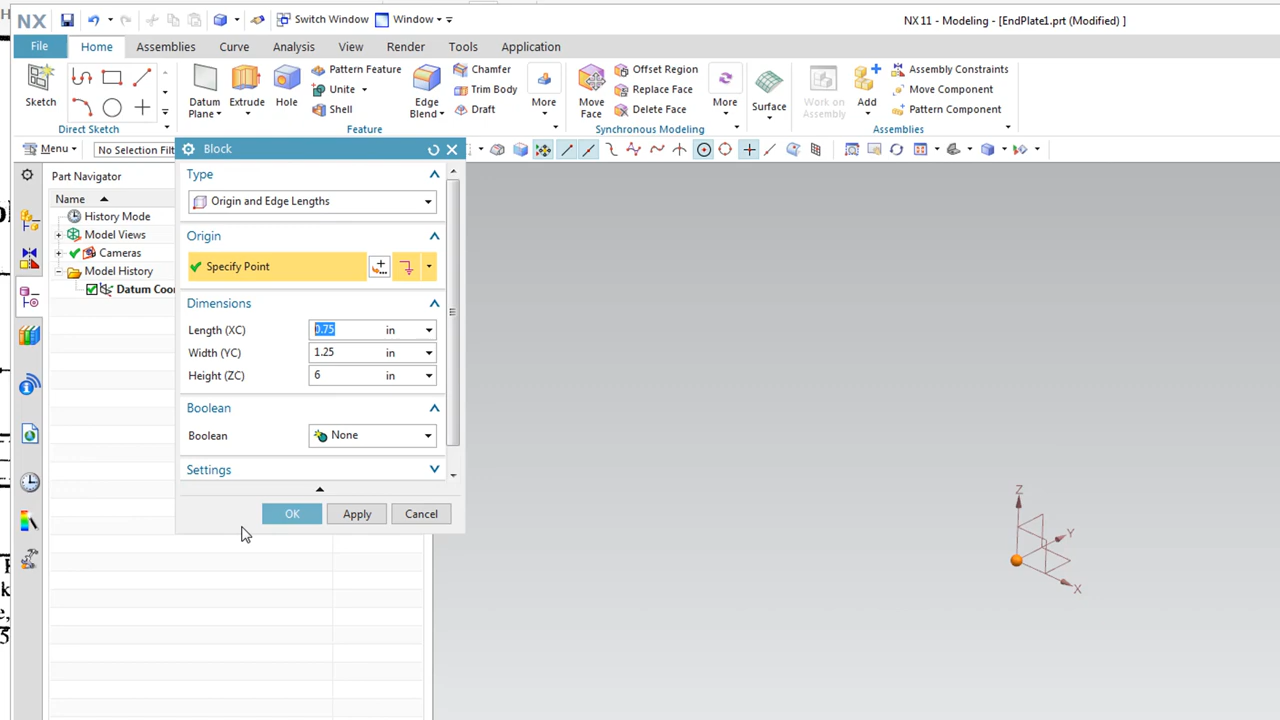 NX Switch Window Window NX 11 - Modeling - [EndPlate1.prt (Modified) ]
File Home Assemblies Curve Analysis View Render Tools Application
Sketch
Direct Sketch
Datum Plane
Extrude
Hole
Pattern Feature
Unite
Shell
Edge Blend
Chamfer
Trim Body
Draft
More
Feature
Move Face
Offset Region
Replace Face
Delete Face
More
Synchronous Modeling
Surface
Work on Assembly
Add
Assembly Constraints
Move Component
Pattern Component
Assemblies
Menu No Selection Filt
Part Navigator
Name
History Mode
Model Views
Cameras
Model History
Datum Coo
Block
Type
Origin and Edge Lengths
Origin
Specify Point
Dimensions
Length (XC) 0.75 in
Width (YC) 1.25 in
Height (ZC) 6 in
Boolean
Boolean None
Settings
OK Apply Cancel
Z
Y
X